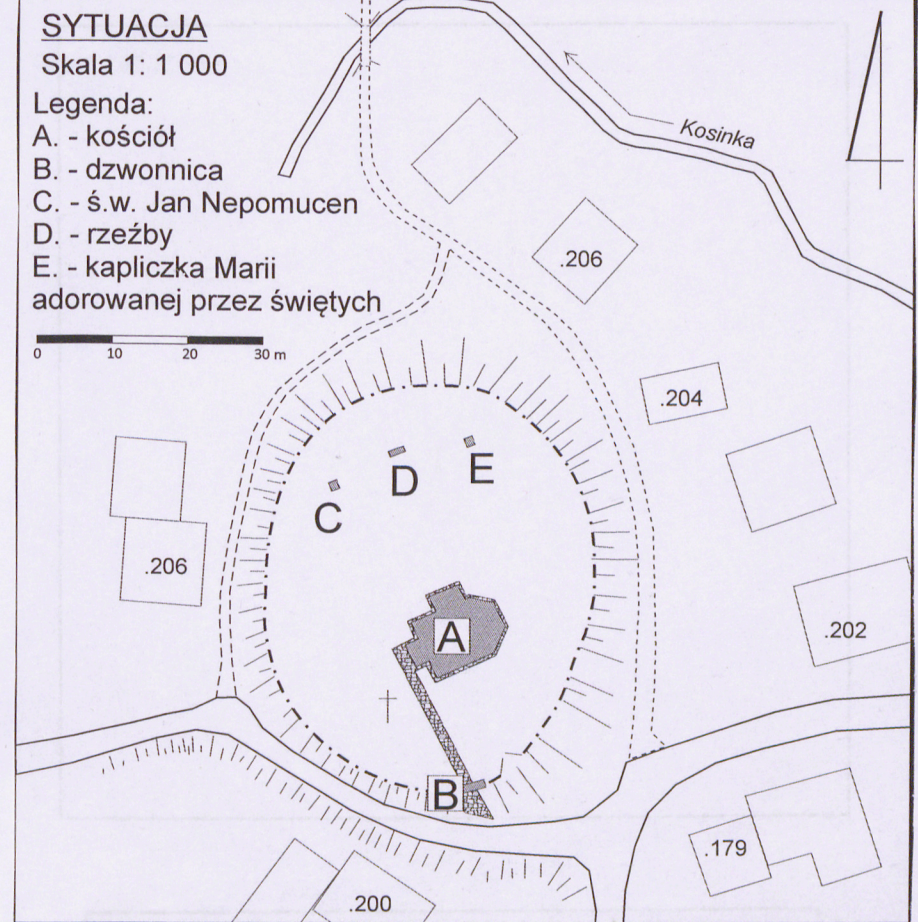 SYTUACJA
Skala 1: 1 000
Legenda:
A. - kościół
B. - dzwonnica
C. - ś.w. Jan Nepomucen
D. - rzeźby
E. - kapliczka Marii
adorowanej przez świętych
0 10 20 30 m
Kosinka
.206
.204
E
D
C
.206
A
.202
B
.179
.200